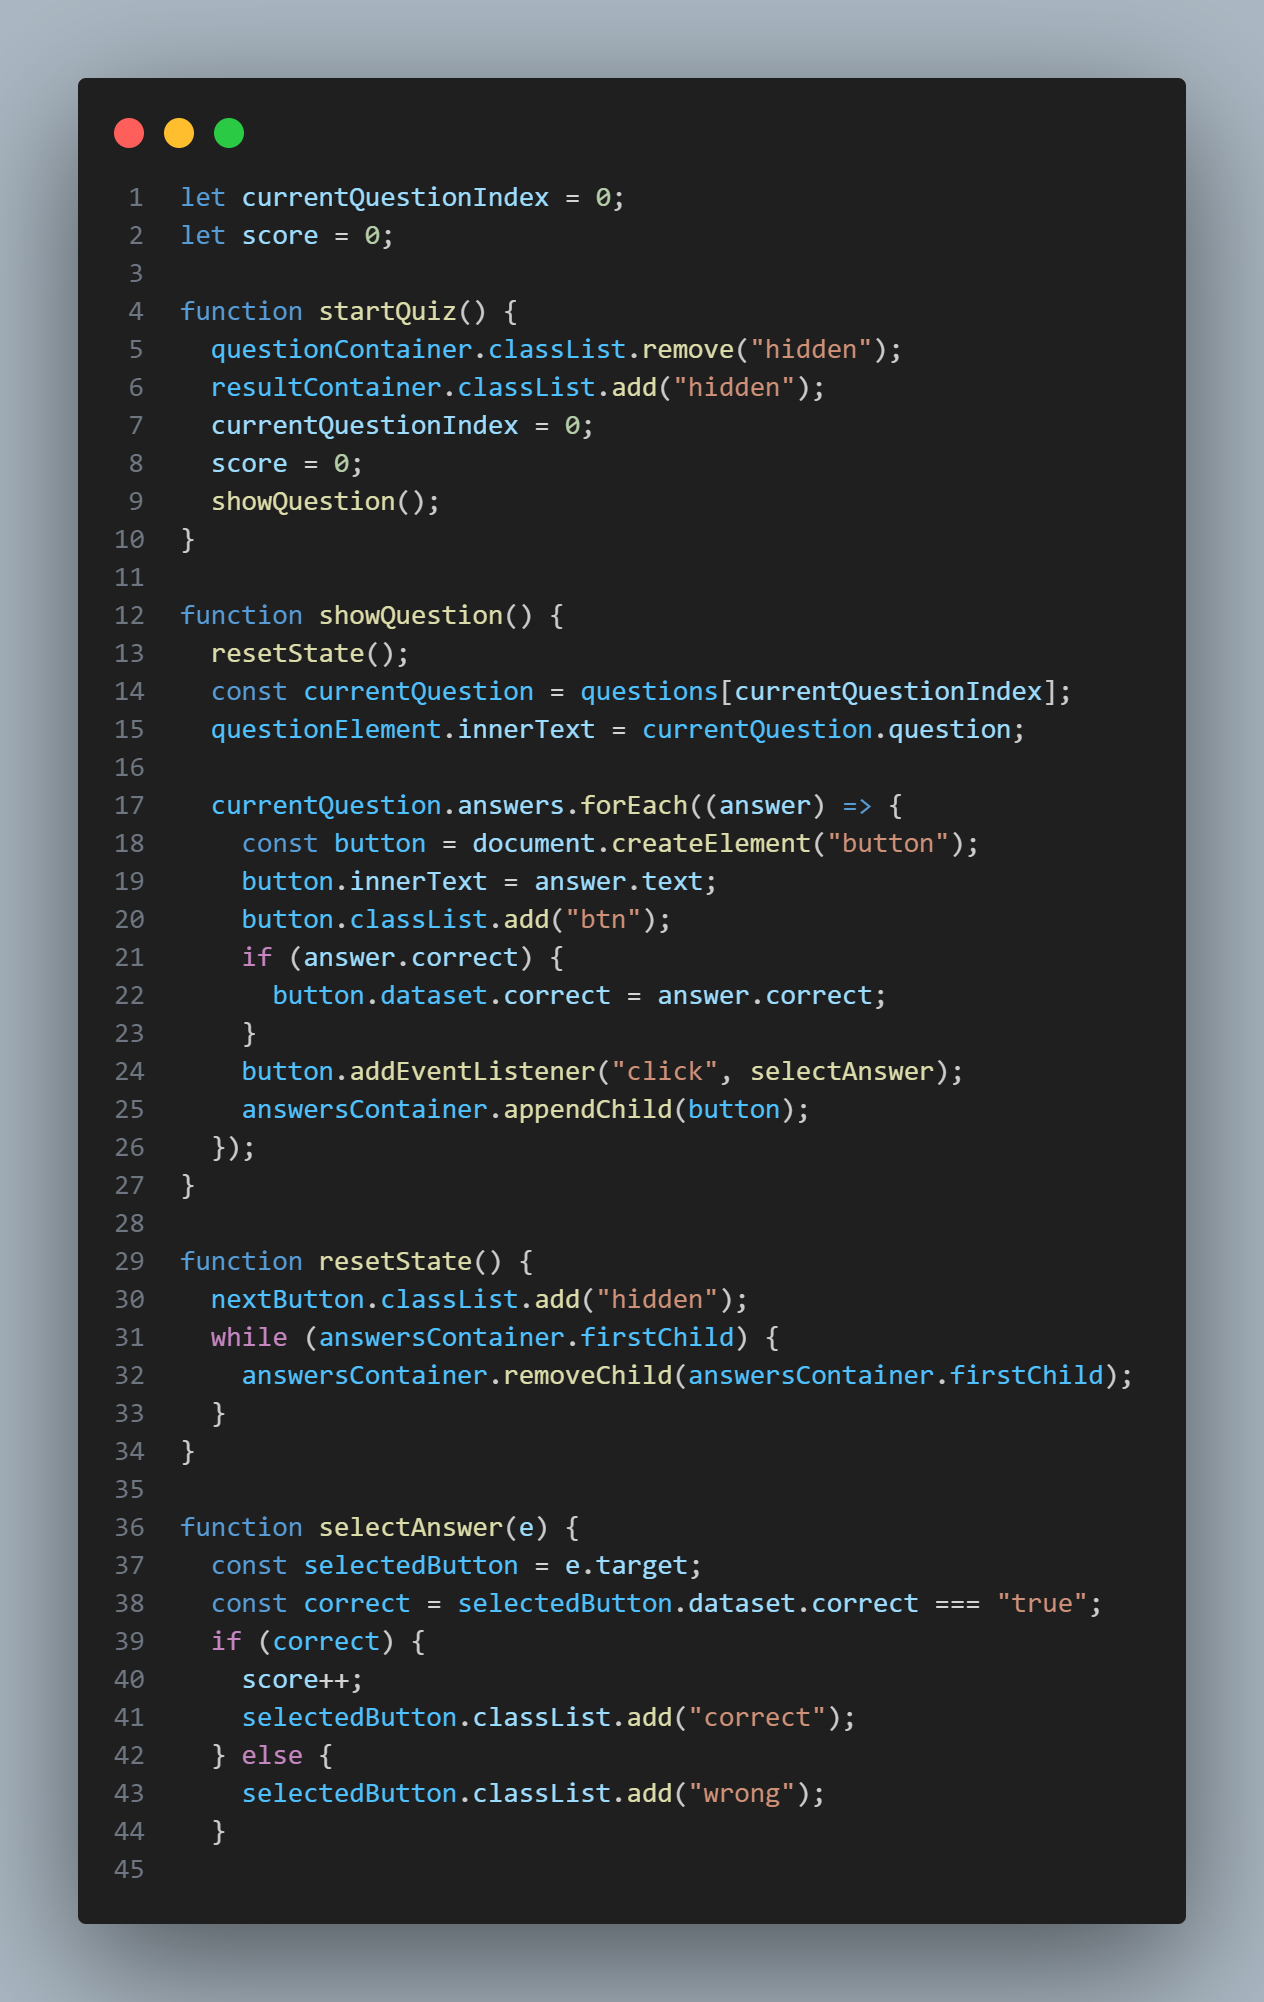 1 let currentQuestionIndex = 0;
2 let score = 0;
3
4 function startQuiz() {
5   questionContainer.classList.remove("hidden");
6   resultContainer.classList.add("hidden");
7   currentQuestionIndex = 0;
8   score = 0;
9   showQuestion();
10 }
11
12 function showQuestion() {
13   resetState();
14   const currentQuestion = questions[currentQuestionIndex];
15   questionElement.innerText = currentQuestion.question;
16
17   currentQuestion.answers.forEach((answer) => {
18     const button = document.createElement("button");
19     button.innerText = answer.text;
20     button.classList.add("btn");
21     if (answer.correct) {
22       button.dataset.correct = answer.correct;
23     }
24     button.addEventListener("click", selectAnswer);
25     answersContainer.appendChild(button);
26   });
27 }
28
29 function resetState() {
30   nextButton.classList.add("hidden");
31   while (answersContainer.firstChild) {
32     answersContainer.removeChild(answersContainer.firstChild);
33   }
34 }
35
36 function selectAnswer(e) {
37   const selectedButton = e.target;
38   const correct = selectedButton.dataset.correct === "true";
39   if (correct) {
40     score++;
41     selectedButton.classList.add("correct");
42   } else {
43     selectedButton.classList.add("wrong");
44   }
45